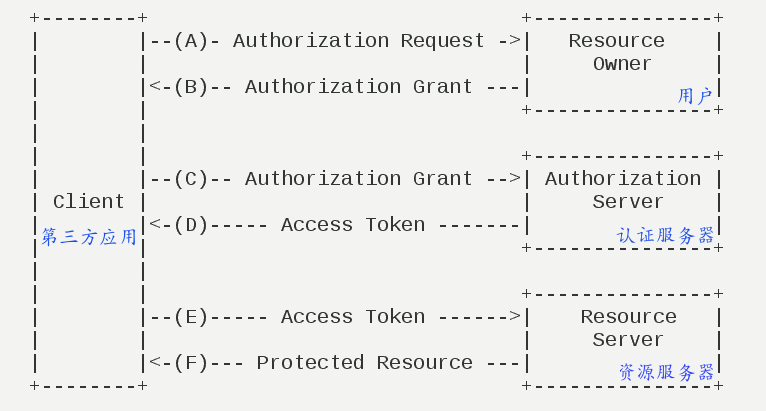 +--------+                               +---------------+
|        |--(A)- Authorization Request ->|   Resource    |
|        |                               |     Owner     |
|        |<-(B)-- Authorization Grant ---|           用户|
|        |                               +---------------+
|        |
|        |                               +---------------+
|        |--(C)-- Authorization Grant -->| Authorization |
| Client |                               |     Server    |
|第三方应用|<-(D)----- Access Token -------|     认证服务器|
|        |                               +---------------+
|        |
|        |                               +---------------+
|        |--(E)----- Access Token ------>|    Resource   |
|        |                               |     Server    |
|        |<-(F)--- Protected Resource ---|     资源服务器|
+--------+                               +---------------+